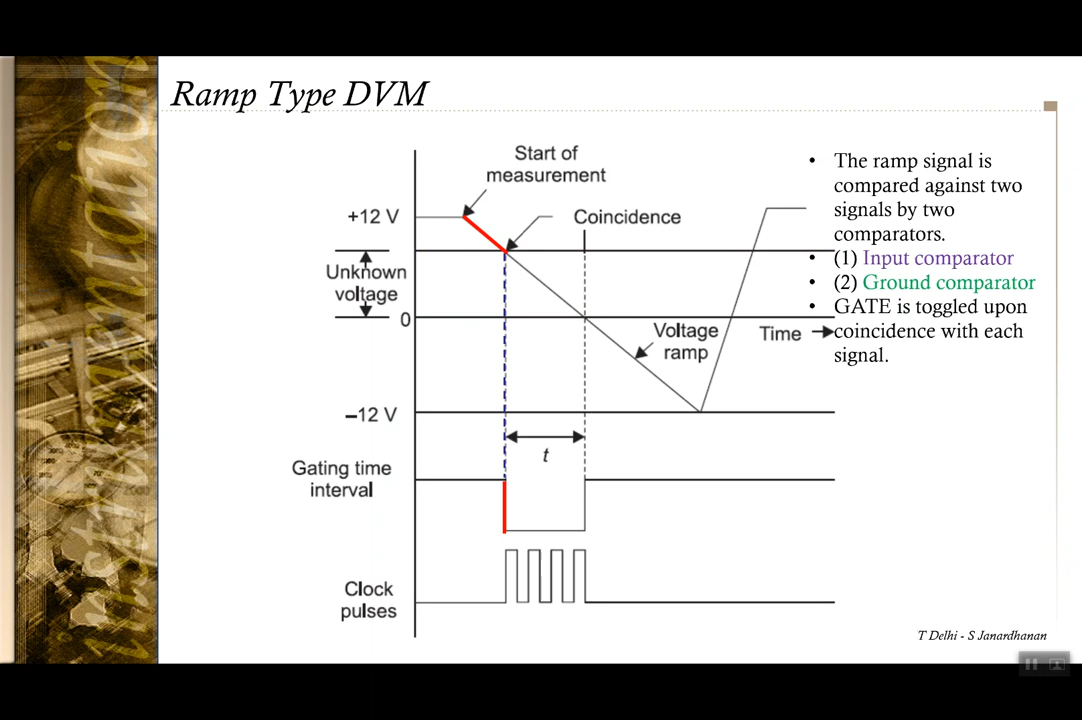 Ramp Type DVM
Start of
measurement
+12 V
Coincidence
Unknown
voltage
0
Voltage
ramp
Time
–12 V
t
Gating time
interval
Clock
pulses
• The ramp signal is
compared against two
signals by two
comparators.
• (1) Input comparator
• (2) Ground comparator
• GATE is toggled upon
coincidence with each
signal.
T Delhi - S Janardhanan
instrumentation